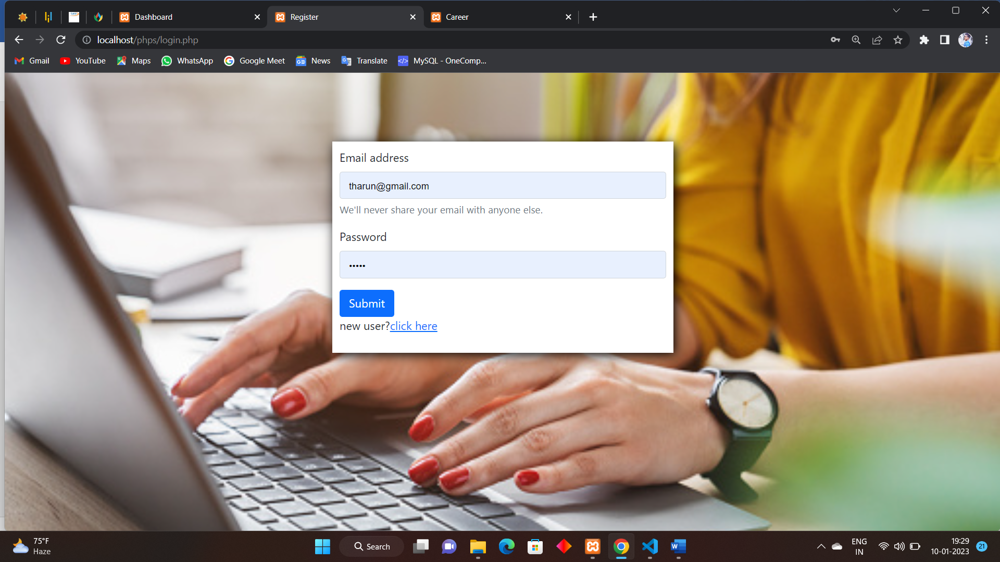 Dashboard
Register
Career
localhost/phps/login.php
Gmail
YouTube
Maps
WhatsApp
Google Meet
News
Translate
MySQL - OneComp...
Email address
tharun@gmail.com
We'll never share your email with anyone else.
Password
•••••
Submit
new user?click here
75°F
Haze
Search
ENG
IN
19:29
10-01-2023
21